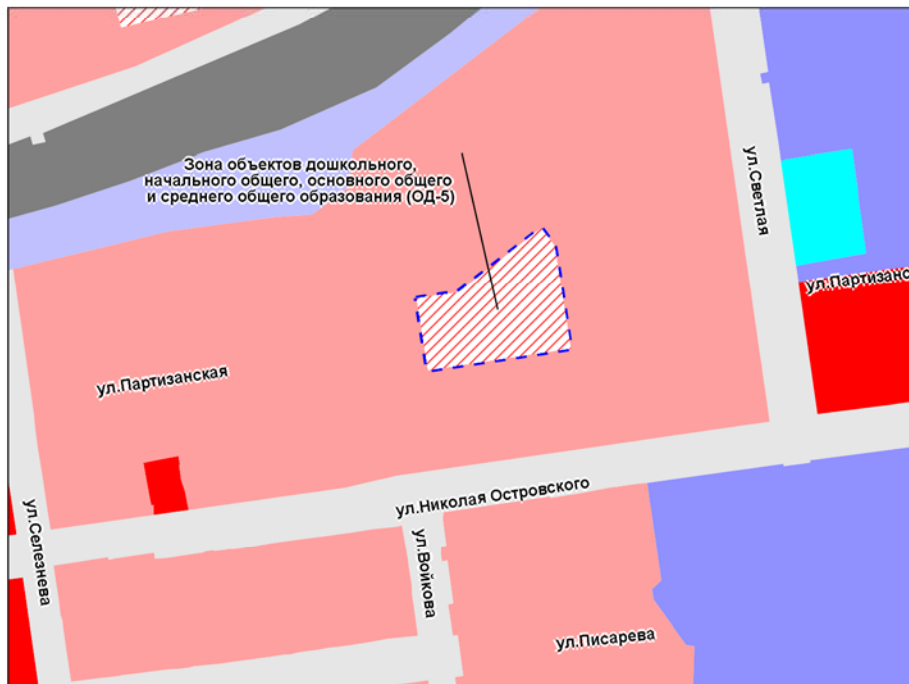 Зона объектов дошкольного,
начального общего, основного общего
и среднего общего образования (ОД-5)
ул.Светлая
ул.Партизанс
ул.Партизанская
ул.Николая Островского
ул.Селезнева
ул.Войкова
ул.Писарева